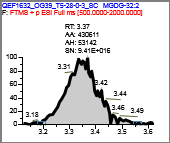 QEF1632_OG39_T5-28-0-3_SC MGDG-32:2
F: FTMS + p ESI Full ms [500.0000-2000.0000]
RT: 3.37
AA: 430611
AH: 53142
SN: 9.41E+016
100
80
60
40
20
0
3.31
3.42
3.44
3.46
3.49
3.18
3.2
3.3
3.4
3.5
3.6